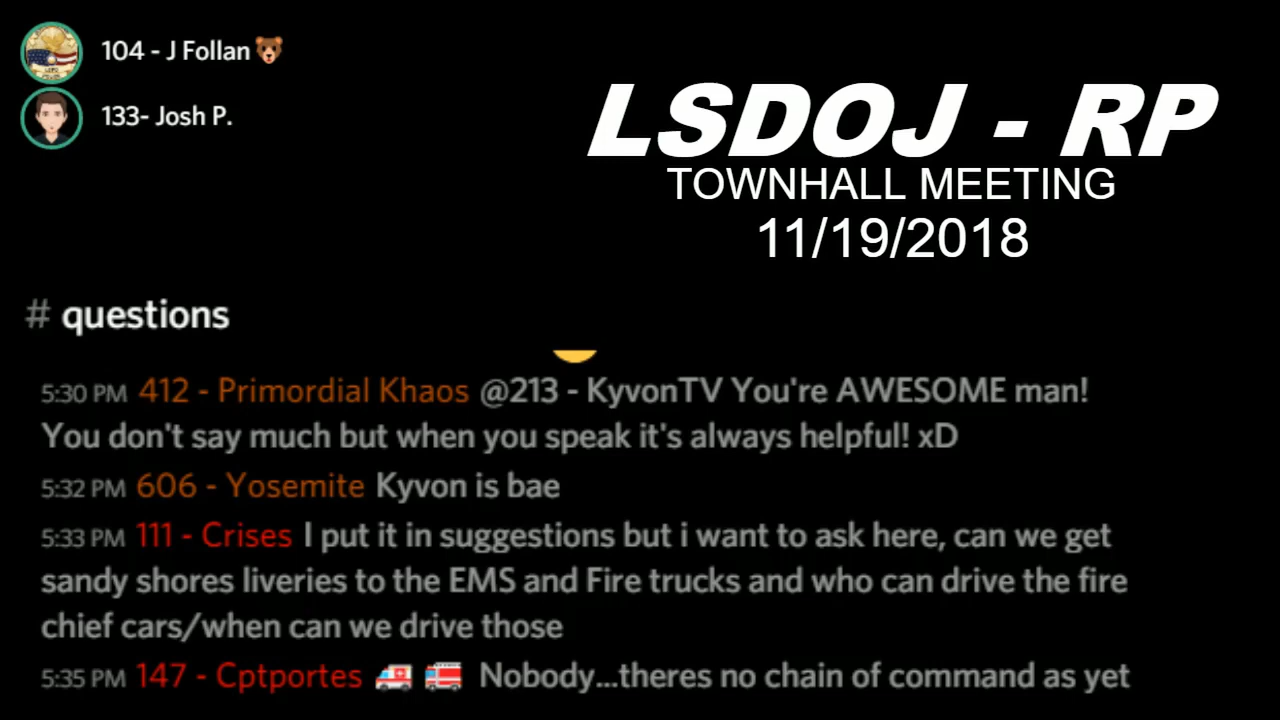 104 - J Follan🐻
133- Josh P.
LSDOJ - RP
TOWNHALL MEETING
11/19/2018
# questions
5:30 PM 412 - Primordial Khaos @213 - KyvonTV You're AWESOME man!
You don't say much but when you speak it's always helpful! xD
5:32 PM 606 - Yosemite Kyvon is bae
5:33 PM 111 - Crises I put it in suggestions but i want to ask here, can we get
sandy shores liveries to the EMS and Fire trucks and who can drive the fire
chief cars/when can we drive those
5:35 PM 147 - Cptportes 🚑 🚒 Nobody...theres no chain of command as yet